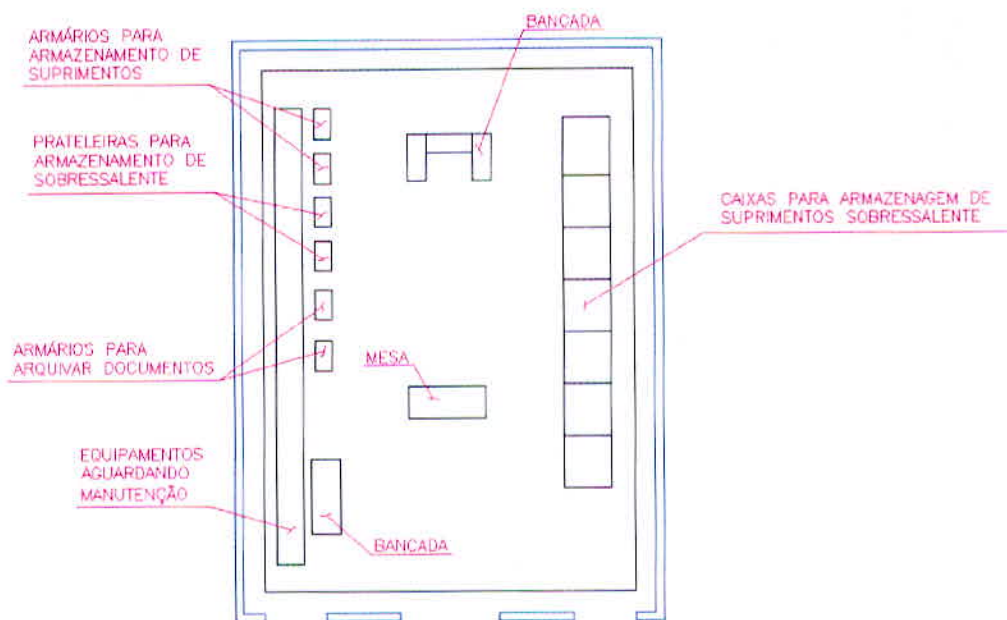 BANCADA
ARMÁRIOS PARA
ARMAZENAMENTO DE
SUPRIMENTOS
PRATELEIRAS PARA
ARMAZENAMENTO DE
SOBRESSALENTE
CAIXAS PARA ARMAZENAGEM DE
SUPRIMENTOS SOBRESSALENTE
ARMÁRIOS PARA
ARQUIVAR DOCUMENTOS
MESA
EQUIPAMENTOS
AGUARDANDO
MANUTENÇÃO
BANCADA